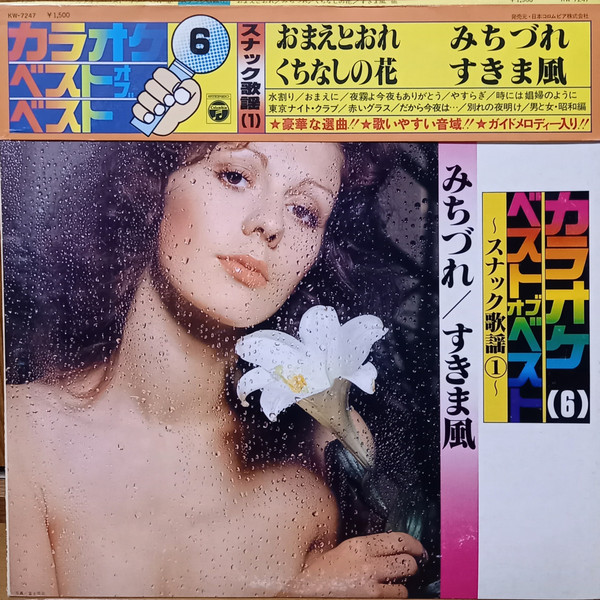 KW-7247 ¥1,500
発売元・日本コロムビア株式会社
カラオケ
ベストオブ
ベスト
6
スナック歌謡(1)
おまえとおれ みちづれ
くちなしの花 すきま風
水割り/おまえに/夜霧よ今夜もありがとう/やすらぎ/時には娼婦のように
東京ナイト・クラブ/赤いグラス/だから今夜は…/別れの夜明け/男と女・昭和編
★豪華な選曲!!★歌いやすい音域!!★ガイドメロディー入り!!★
みちづれ/すきま風
カラオケ(6)
ベストオブベスト
～スナック歌謡①～